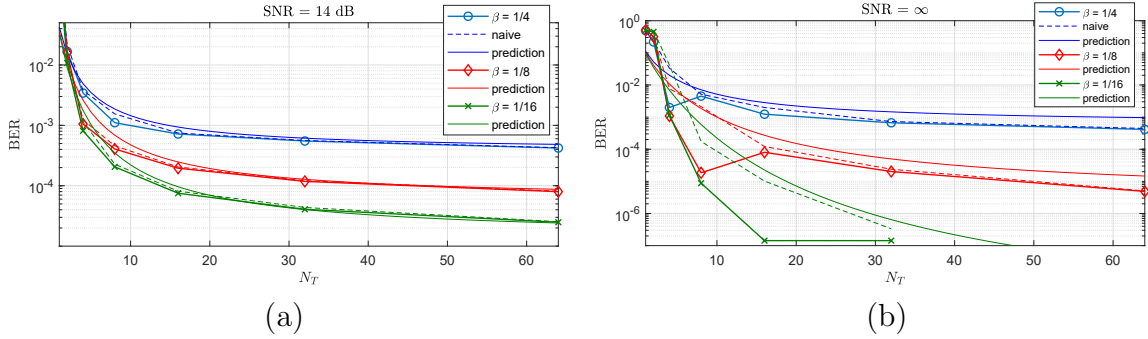 SNR = 14 dB
10^-2
10^-3
10^-4
BER
0
10
20
30
40
50
60
N_T
β = 1/4
naive
prediction
β = 1/8
prediction
β = 1/16
prediction
(a)
SNR = ∞
10^0
10^-2
10^-4
10^-6
BER
10
20
30
40
50
60
N_T
β = 1/4
naive
prediction
β = 1/8
prediction
β = 1/16
prediction
(b)